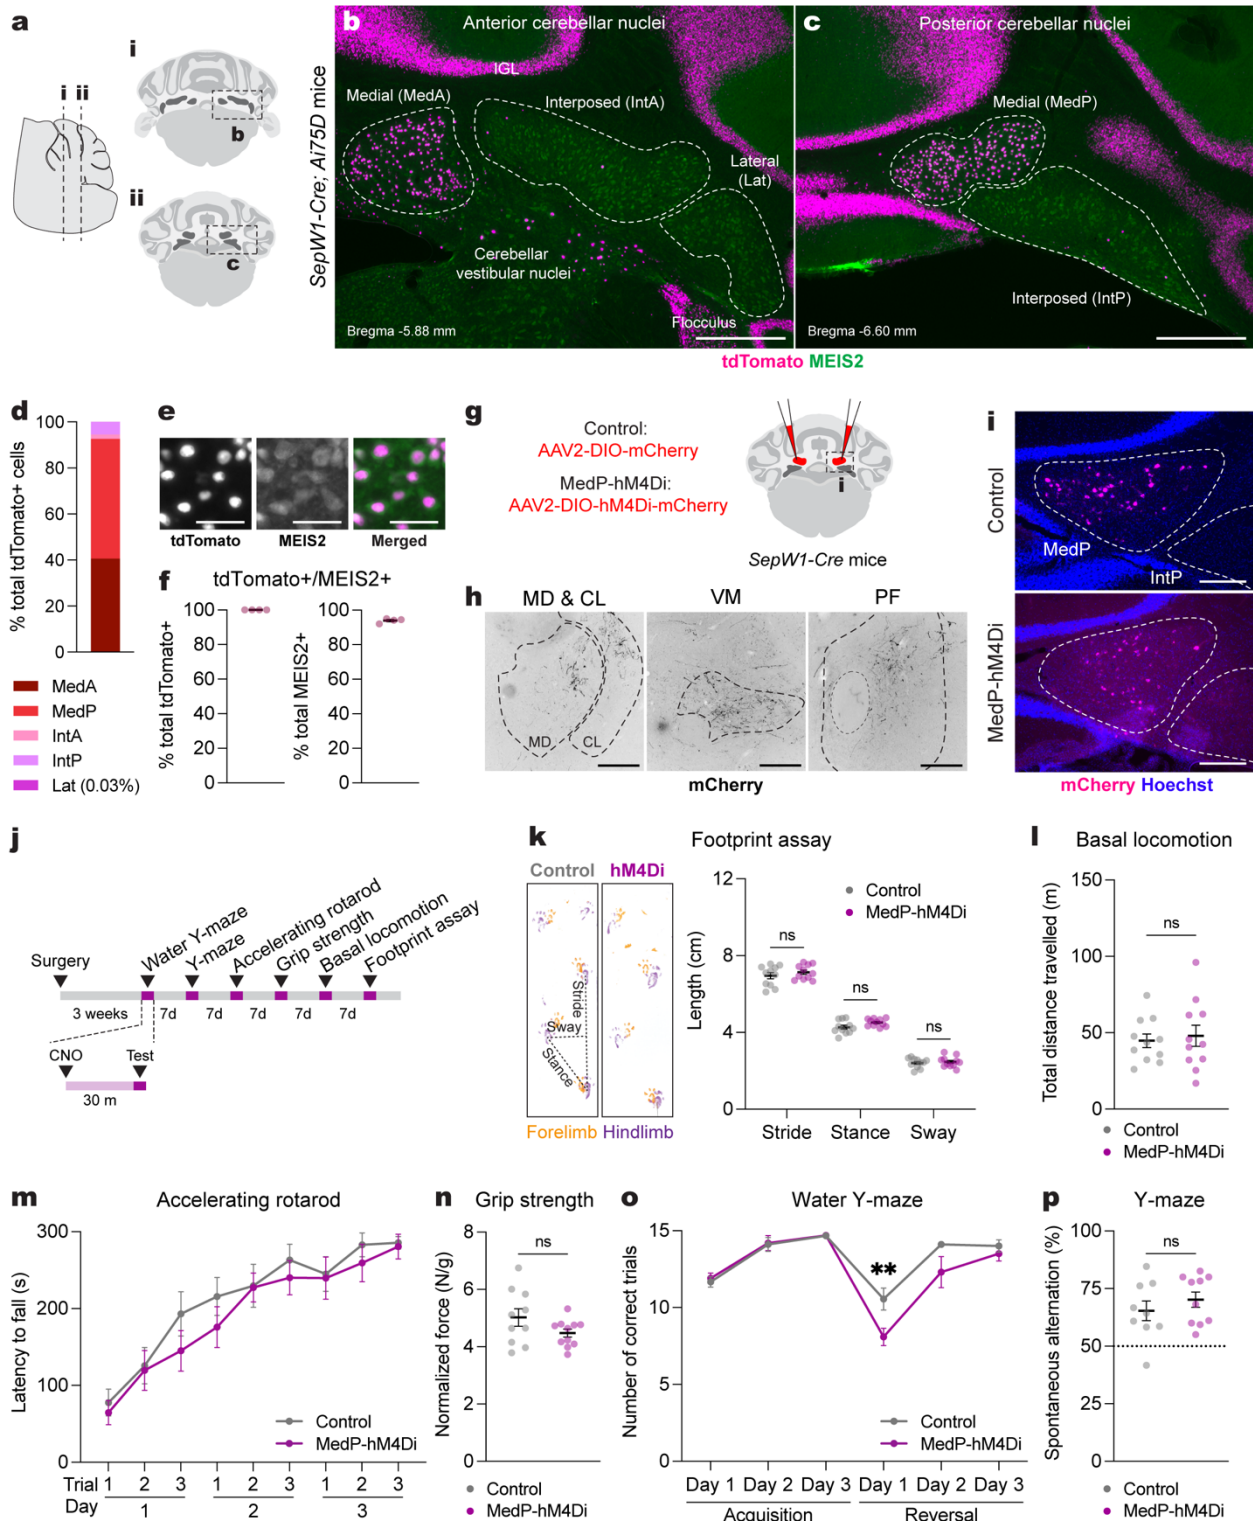 a
i
ii
i
b
ii
c
SepW1-Cre; Ai75D mice
b
Anterior cerebellar nuclei
IGL
Medial (MedA)
Interposed (IntA)
Lateral
(Lat)
Cerebellar
vestibular nuclei
Flocculus
Bregma -5.88 mm
c
Posterior cerebellar nuclei
Medial (MedP)
Interposed (IntP)
Bregma -6.60 mm
tdTomato MEIS2
d
% total tdTomato+ cells
100
80
60
40
20
0
MedA
MedP
IntA
IntP
Lat (0.03%)
e
tdTomato
MEIS2
Merged
f
tdTomato+/MEIS2+
% total tdTomato+
100
80
60
40
20
0
% total MEIS2+
100
80
60
40
20
0
g
Control:
AAV2-DIO-mCherry
MedP-hM4Di:
AAV2-DIO-hM4Di-mCherry
i
SepW1-Cre mice
h
MD & CL
VM
PF
MD
CL
mCherry
i
Control
MedP
IntP
MedP-hM4Di
mCherry Hoechst
j
Surgery
Water Y-maze
Y-maze
Accelerating rotarod
Grip strength
Basal locomotion
Footprint assay
3 weeks
7d
7d
7d
7d
7d
CNO
Test
30 m
k
Footprint assay
Control
hM4Di
Stride
Sway
Stance
Forelimb
Hindlimb
Length (cm)
12
8
4
0
Control
MedP-hM4Di
ns
ns
ns
Stride
Stance
Sway
l
Basal locomotion
Total distance travelled (m)
150
100
50
0
ns
Control
MedP-hM4Di
m
Accelerating rotarod
Latency to fall (s)
300
200
100
0
Control
MedP-hM4Di
Trial 1 2 3 1 2 3 1 2 3
Day 1 2 3
n
Grip strength
Normalized force (N/g)
8
6
4
2
0
ns
Control
MedP-hM4Di
o
Water Y-maze
Number of correct trials
15
10
5
0
**
Control
MedP-hM4Di
Day 1 Day 2 Day 3 Day 1 Day 2 Day 3
Acquisition
Reversal
p
Y-maze
Spontaneous alternation (%)
100
75
50
25
0
ns
Control
MedP-hM4Di